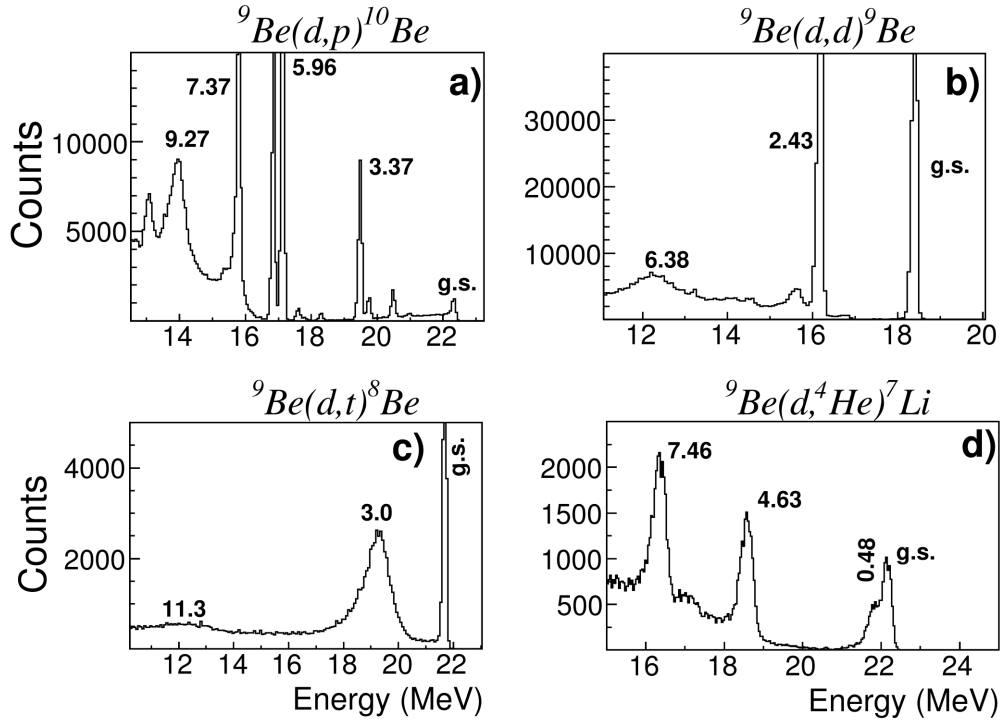 ⁹Be(d,p)¹⁰Be
a)
5.96
7.37
9.27
3.37
g.s.
10000
5000
Counts
14 16 18 20 22
⁹Be(d,d)⁹Be
b)
2.43
g.s.
6.38
30000
20000
10000
12 14 16 18 20
⁹Be(d,t)⁸Be
c)
g.s.
3.0
11.3
4000
2000
Counts
12 14 16 18 20 22
Energy (MeV)
⁹Be(d,⁴He)⁷Li
d)
7.46
4.63
0.48
g.s.
2000
1500
1000
500
16 18 20 22 24
Energy (MeV)